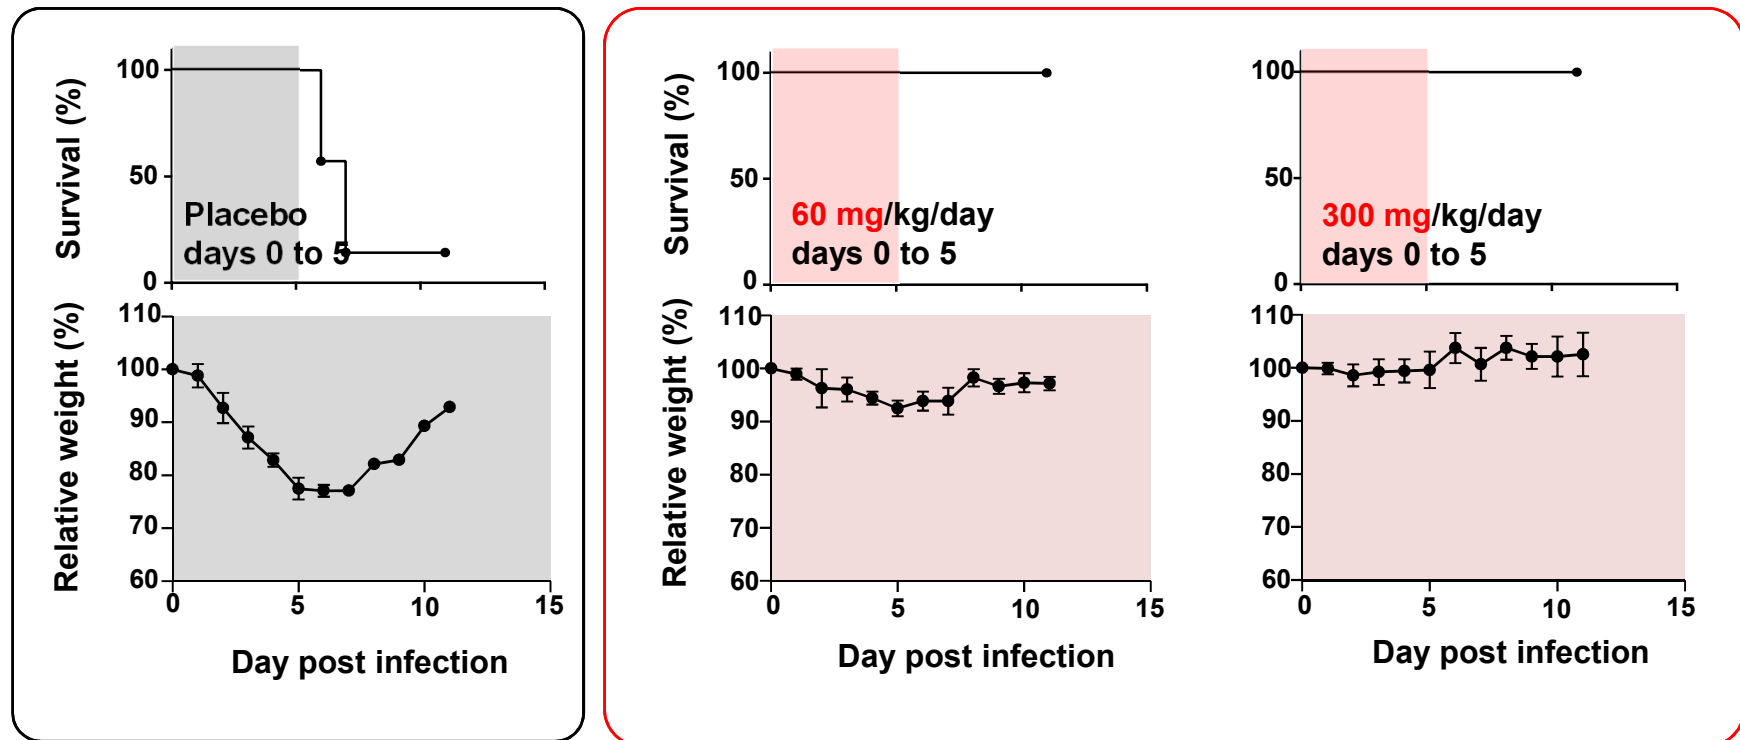 Survival (%)
100
50
0
Placebo
days 0 to 5
Relative weight (%)
110
100
90
80
70
60
0 5 10 15
Day post infection
Survival (%)
100
50
0
60 mg/kg/day
days 0 to 5
Relative weight (%)
110
100
90
80
70
60
0 5 10 15
Day post infection
100
50
0
300 mg/kg/day
days 0 to 5
110
100
90
80
70
60
0 5 10 15
Day post infection